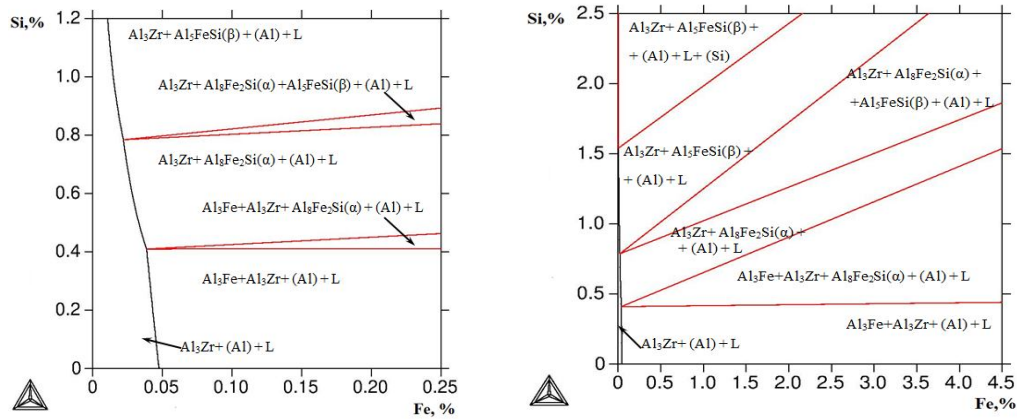 Si,%
1.2
1.0
0.8
0.6
0.4
0.2
0
Al₃Zr+ Al₅FeSi(β) + (Al) + L
Al₃Zr+ Al₈Fe₂Si(α) +Al₅FeSi(β) + (Al) + L
Al₃Zr+ Al₈Fe₂Si(α) + (Al) + L
Al₃Fe+ Al₃Zr+ Al₈Fe₂Si(α) + (Al) + L
Al₃Fe+Al₃Zr+ (Al) + L
Al₃Zr+ (Al) + L
0 0.05 0.10 0.15 0.20 0.25
Fe, %
Si,%
2.5
2.0
1.5
1.0
0.5
0
Al₃Zr+ Al₅FeSi(β) +
+ (Al) + L+ (Si)
Al₃Zr+ Al₈Fe₂Si(α) +
+Al₅FeSi(β) + (Al) + L
Al₃Zr+ Al₅FeSi(β) +
+ (Al) + L
Al₃Zr+ Al₈Fe₂Si(α) +
+ (Al) + L
Al₃Fe+Al₃Zr+ Al₈Fe₂Si(α) + (Al) + L
Al₃Fe+Al₃Zr+ (Al) + L
Al₃Zr+ (Al) + L
0 0.5 1.0 1.5 2.0 2.5 3.0 3.5 4.0 4.5
Fe,%